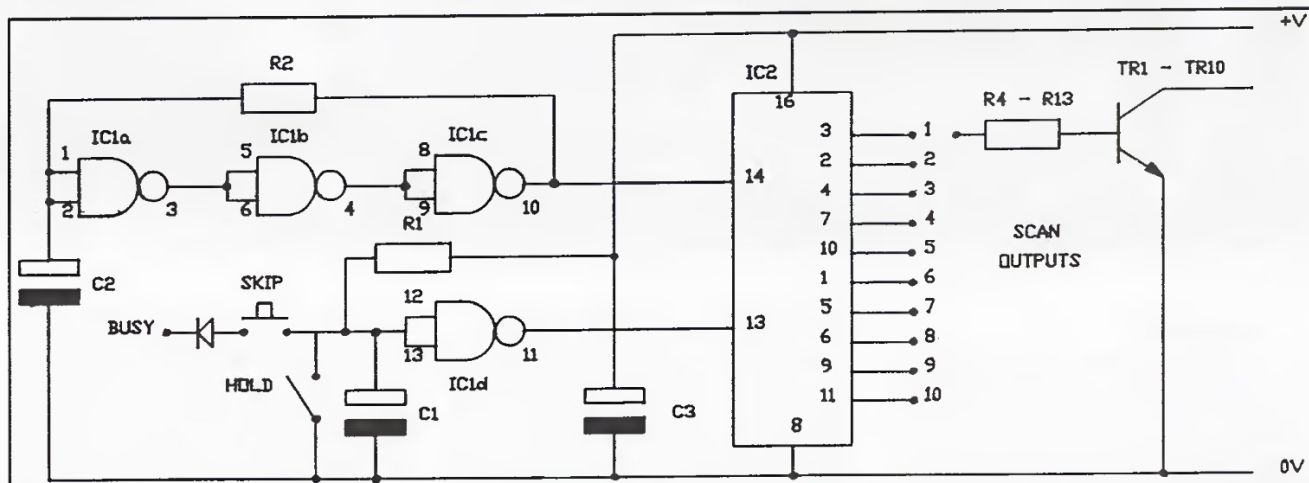 +V
R2
IC2
TR1 - TR10
16
R4 - R13
IC1a
IC1b
IC1c
1
2
3
5
6
4
8
9
10
14
3
1
2
2
4
3
7
4
10
5
1
6
5
7
6
8
9
9
11
10
SCAN
OUTPUTS
R1
C2
SKIP
BUSY
HOLD
12
13
11
IC1d
13
C1
C3
8
0V